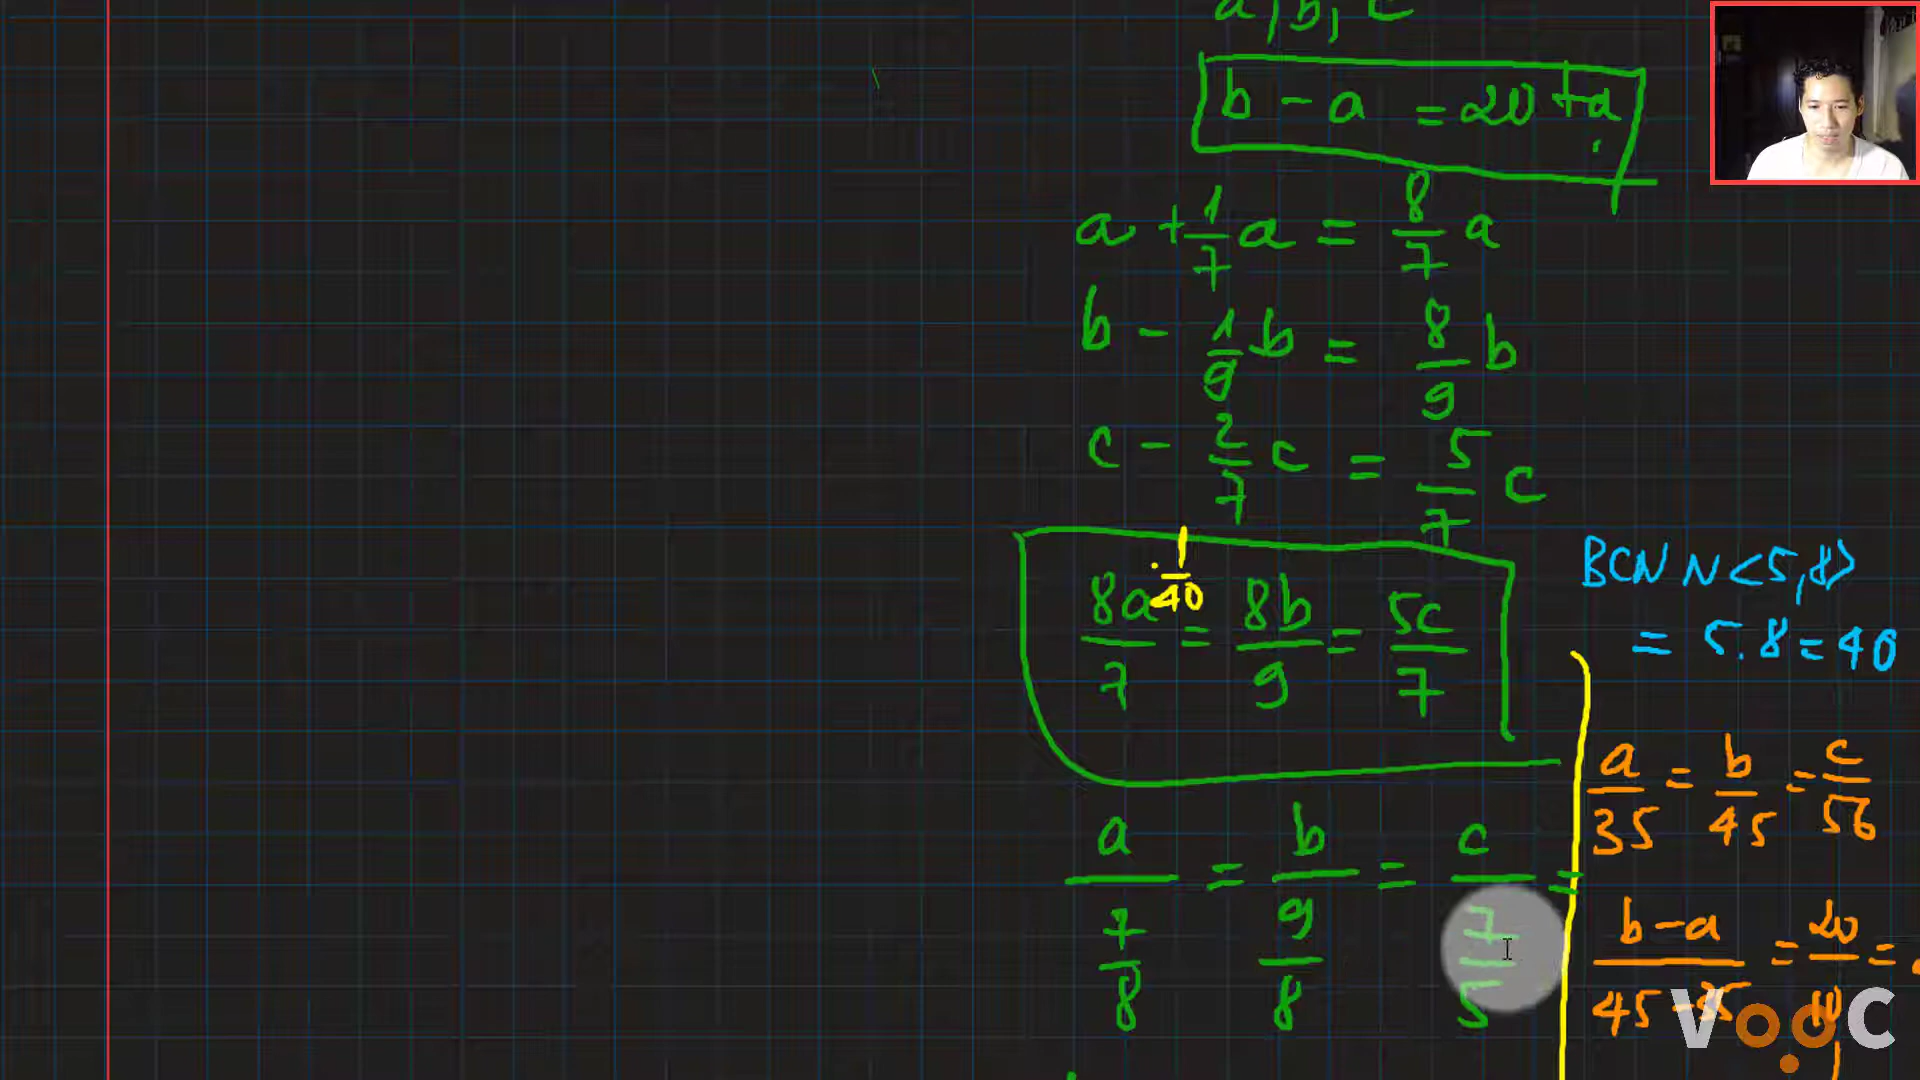 a, b, c
b - a = 20 + a
a + 1/7 a = 8/7 a
b - 1/9 b = 8/9 b
c - 2/7 c = 5/7 c
8a/7 · 1/40 = 8b/9 = 5c/7
BCNN<5,8>
= 5.8 = 40
a/(7/8) = b/(9/8) = c/(7/5) =
a/35 = b/45 = c/56
(b-a)/(45-35) = 20/10 =
VOOC